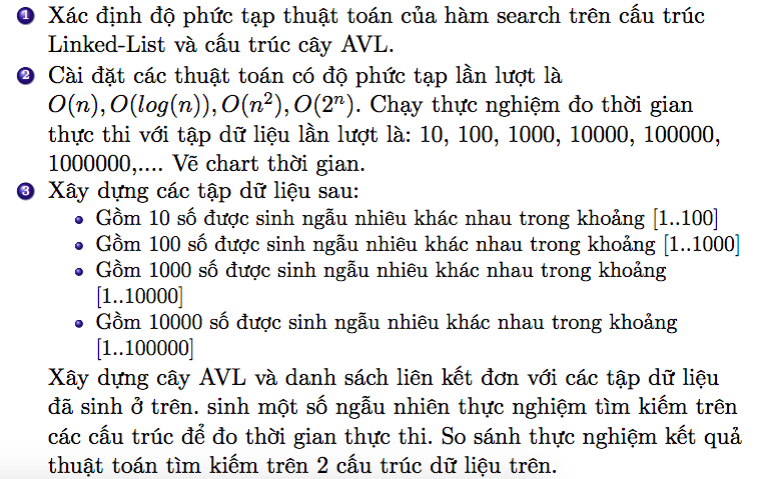 1 Xác định độ phức tạp thuật toán của hàm search trên cấu trúc
Linked-List và cấu trúc cây AVL.
2 Cài đặt các thuật toán có độ phức tạp lần lượt là
O(n), O(log(n)), O(n²), O(2ⁿ). Chạy thực nghiệm đo thời gian
thực thi với tập dữ liệu lần lượt là: 10, 100, 1000, 10000, 100000,
1000000,.... Vẽ chart thời gian.
3 Xây dựng các tập dữ liệu sau:
• Gồm 10 số được sinh ngẫu nhiêu khác nhau trong khoảng [1..100]
• Gồm 100 số được sinh ngẫu nhiêu khác nhau trong khoảng [1..1000]
• Gồm 1000 số được sinh ngẫu nhiêu khác nhau trong khoảng
[1..10000]
• Gồm 10000 số được sinh ngẫu nhiêu khác nhau trong khoảng
[1..100000]
Xây dựng cây AVL và danh sách liên kết đơn với các tập dữ liệu
đã sinh ở trên. sinh một số ngẫu nhiên thực nghiệm tìm kiếm trên
các cấu trúc để đo thời gian thực thi. So sánh thực nghiệm kết quả
thuật toán tìm kiếm trên 2 cấu trúc dữ liệu trên.